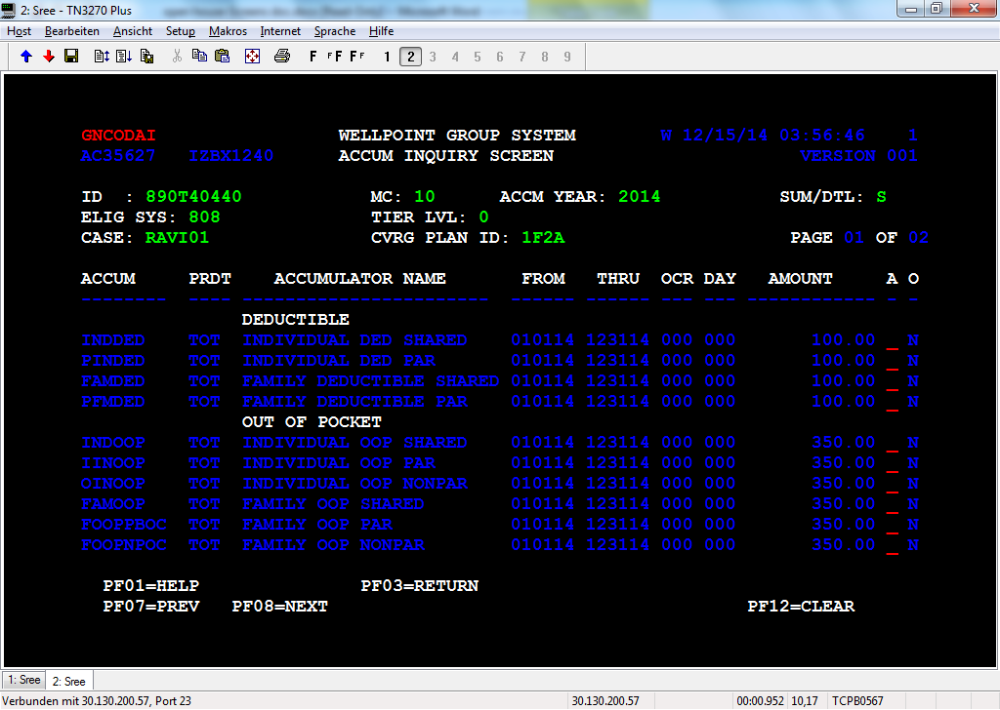 2: Sree - TN3270 Plus
Host Bearbeiten Ansicht Setup Makros Internet Sprache Hilfe
F FF FF 1 2 3 4 5 6 7 8 9
GNCODAI WELLPOINT GROUP SYSTEM W 12/15/14 03:56:46 1
AC35627 IZBX1240 ACCUM INQUIRY SCREEN VERSION 001
ID : 890T40440 MC: 10 ACCM YEAR: 2014 SUM/DTL: S
ELIG SYS: 808 TIER LVL: 0
CASE: RAVI01 CVRG PLAN ID: 1F2A PAGE 01 OF 02
ACCUM PRDT ACCUMULATOR NAME FROM THRU OCR DAY AMOUNT A O
-------- ---- ----------------------- ------ ------ --- --- ------------ - -
DEDUCTIBLE
INDDED TOT INDIVIDUAL DED SHARED 010114 123114 000 000 100.00 _ N
PINDED TOT INDIVIDUAL DED PAR 010114 123114 000 000 100.00 _ N
FAMDED TOT FAMILY DEDUCTIBLE SHARED 010114 123114 000 000 100.00 _ N
PFMDED TOT FAMILY DEDUCTIBLE PAR 010114 123114 000 000 100.00 _ N
OUT OF POCKET
INDOOP TOT INDIVIDUAL OOP SHARED 010114 123114 000 000 350.00 _ N
IINOOP TOT INDIVIDUAL OOP PAR 010114 123114 000 000 350.00 _ N
OINOOP TOT INDIVIDUAL OOP NONPAR 010114 123114 000 000 350.00 _ N
FAMOOP TOT FAMILY OOP SHARED 010114 123114 000 000 350.00 _ N
FOOPPBOC TOT FAMILY OOP PAR 010114 123114 000 000 350.00 _ N
FOOPNPOC TOT FAMILY OOP NONPAR 010114 123114 000 000 350.00 _ N
PF01=HELP PF03=RETURN
PF07=PREV PF08=NEXT PF12=CLEAR
1: Sree 2: Sree
Verbunden mit 30.130.200.57, Port 23 30.130.200.57 00:00.952 10,17 TCPB0567